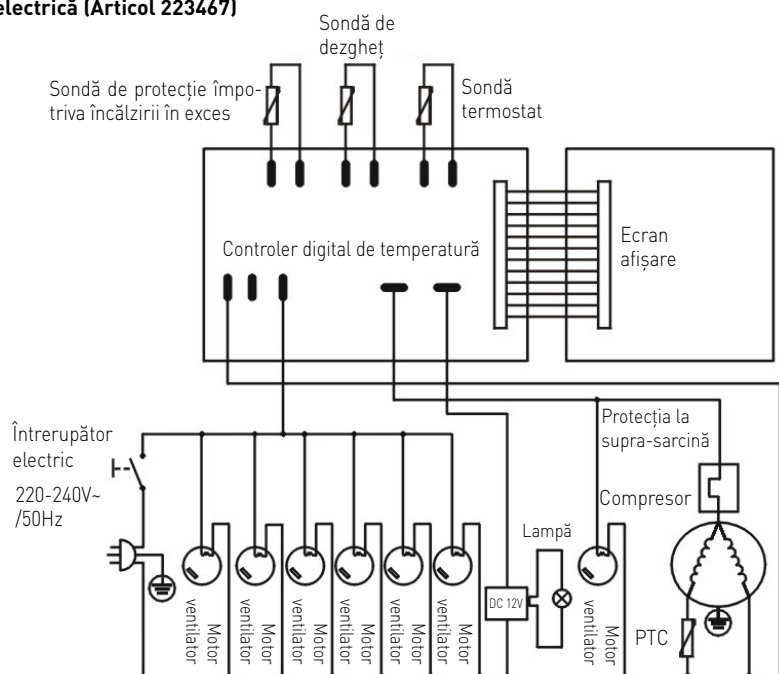 electrică (Articol 223467)
Sondă de
dezgheț
Sondă de protecție împo-
triva încălzirii în exces
Sondă
termostat
Controler digital de temperatură
Ecran
afișare
Întrerupător
electric
220-240V~
/50Hz
Protecția la
supra-sarcină
Compresor
Lampă
DC 12V
PTC
Motor
ventilator
Motor
ventilator
Motor
ventilator
Motor
ventilator
Motor
ventilator
Motor
ventilator
Motor
ventilator